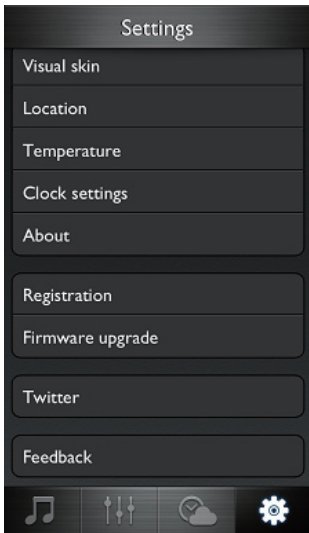 Settings
Visual skin
Location
Temperature
Clock settings
About
Registration
Firmware upgrade
Twitter
Feedback